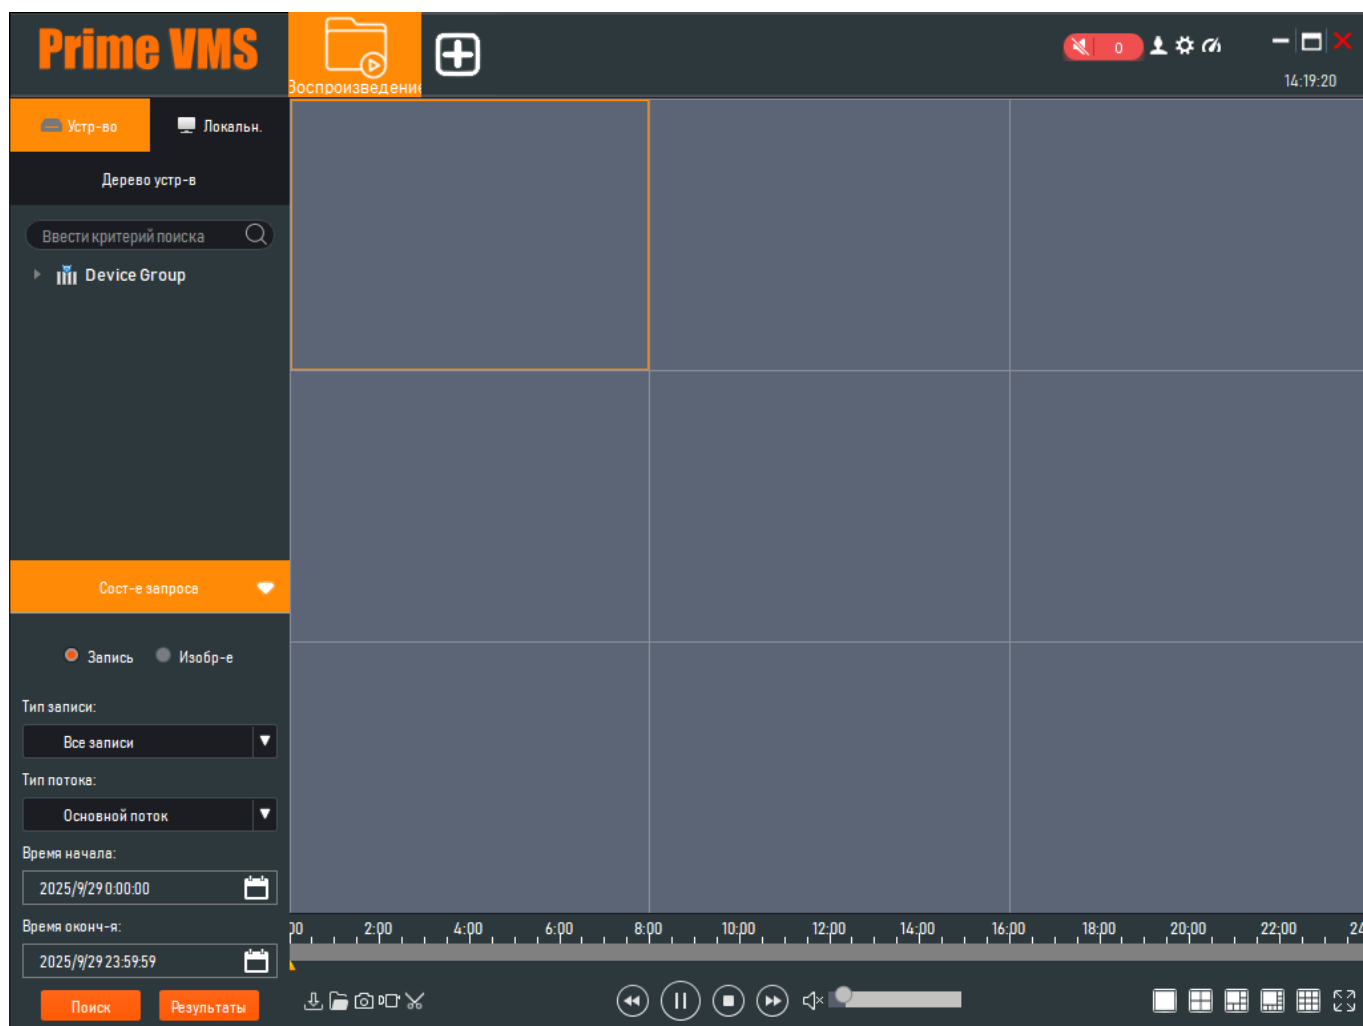 Prime VMS
Воспроизведение
0
14:19:20
Устр-во
Локальн.
Дерево устр-в
Ввести критерий поиска
Device Group
Сост-е запроса
Запись
Изобр-е
Тип записи:
Все записи
Тип потока:
Основной поток
Время начала:
2025/9/29 0:00:00
Время оконч-я:
2025/9/29 23:59:59
Поиск
Результаты
00 2:00 4:00 6:00 8:00 10:00 12:00 14:00 16:00 18:00 20:00 22:00 24